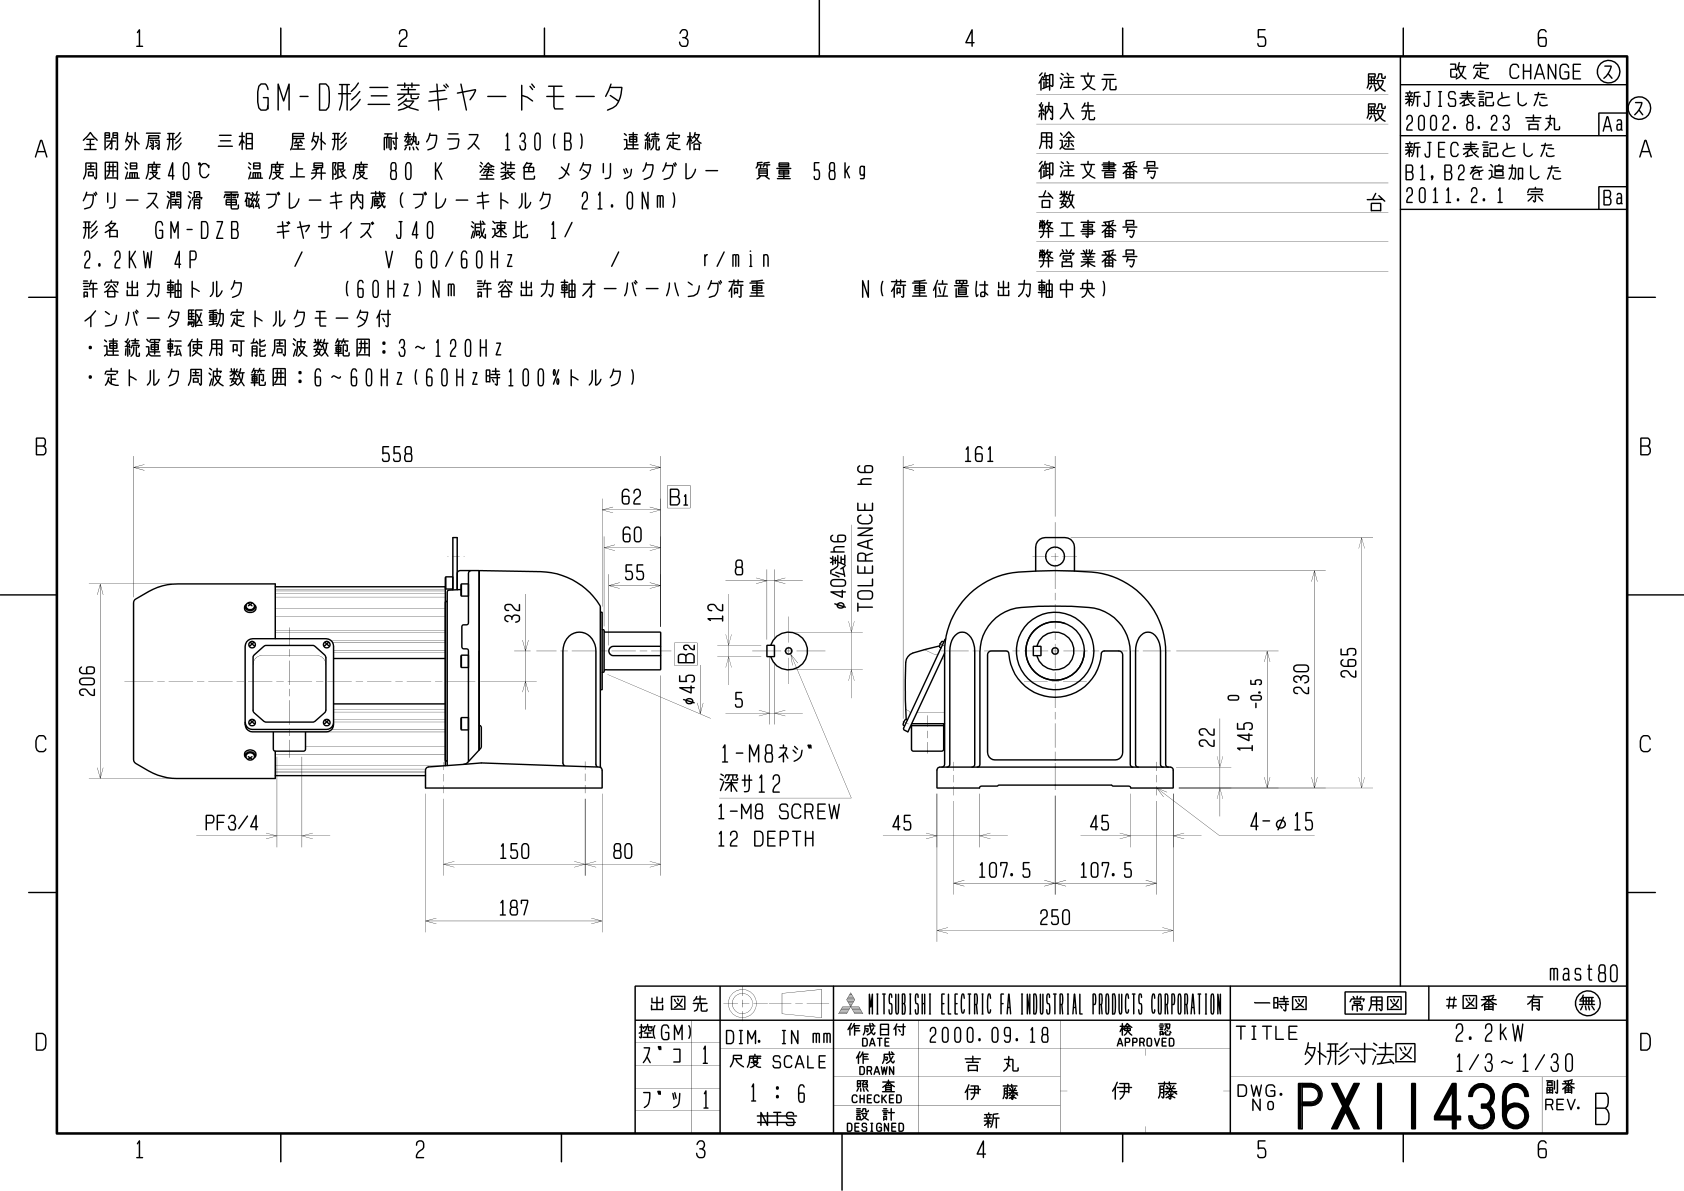 1 2 3 4 5 6
GM-D形三菱ギヤードモータ
全閉外扇形 三相 屋外形 耐熱クラス 130(B) 連続定格
周囲温度40℃ 温度上昇限度 80 K 塗装色 メタリックグレー 質量 58kg
グリース潤滑 電磁ブレーキ内蔵(ブレーキトルク 21.0Nm)
形名 GM-DZB ギヤサイズ J40 減速比 1/
2.2KW 4P / V 60/60Hz / r/min
許容出力軸トルク (60Hz)Nm 許容出力軸オーバーハング荷重 N(荷重位置は出力軸中央)
インバータ駆動定トルクモータ付
・連続運転使用可能周波数範囲:3~120Hz
・定トルク周波数範囲:6~60Hz(60Hz時100%トルク)
御注文元 殿
納入先 殿
用途
御注文書番号
台数 台
弊工事番号
弊営業番号
改定 CHANGE ス
新JIS表記とした
2002.8.23 吉丸 Aa
ス
新JEC表記とした
B1,B2を追加した
2011.2.1 宗 Ba
A A
B B
C C
D D
558
62 B1
60
55
32
206
B2
φ45
PF3/4
150
80
187
8
12
5
φ40公差h6
TOLERANCE h6
1-M8ネジ
深サ12
1-M8 SCREW
12 DEPTH
161
265
230
145 0 -0.5
22
45
45
4-φ15
107.5
107.5
250
mast80
出図先
控(GM)
ズコ 1
ブツ 1
DIM. IN mm
尺度 SCALE
1 : 6
NTS
MITSUBISHI ELECTRIC FA INDUSTRIAL PRODUCTS CORPORATION
作成日付 DATE 2000.09.18
作成 DRAWN 吉丸
照査 CHECKED 伊藤
設計 DESIGNED 新
検認 APPROVED
伊藤
一時図 常用図 #図番 有 無
TITLE 外形寸法図
2.2kW
1/3~1/30
DWG. No PX11436
副番 REV. B
1 2 3 4 5 6